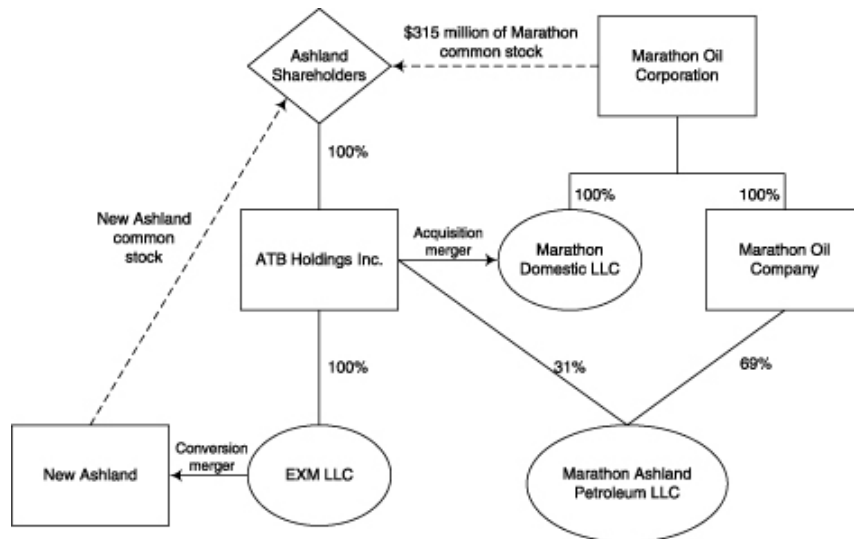 $315 million of Marathon
common stock
Ashland
Shareholders
Marathon Oil
Corporation
100%
100%
100%
New Ashland
common
stock
ATB Holdings Inc.
Acquisition
merger
Marathon
Domestic LLC
Marathon Oil
Company
100%
31%
69%
New Ashland
Conversion
merger
EXM LLC
Marathon Ashland
Petroleum LLC